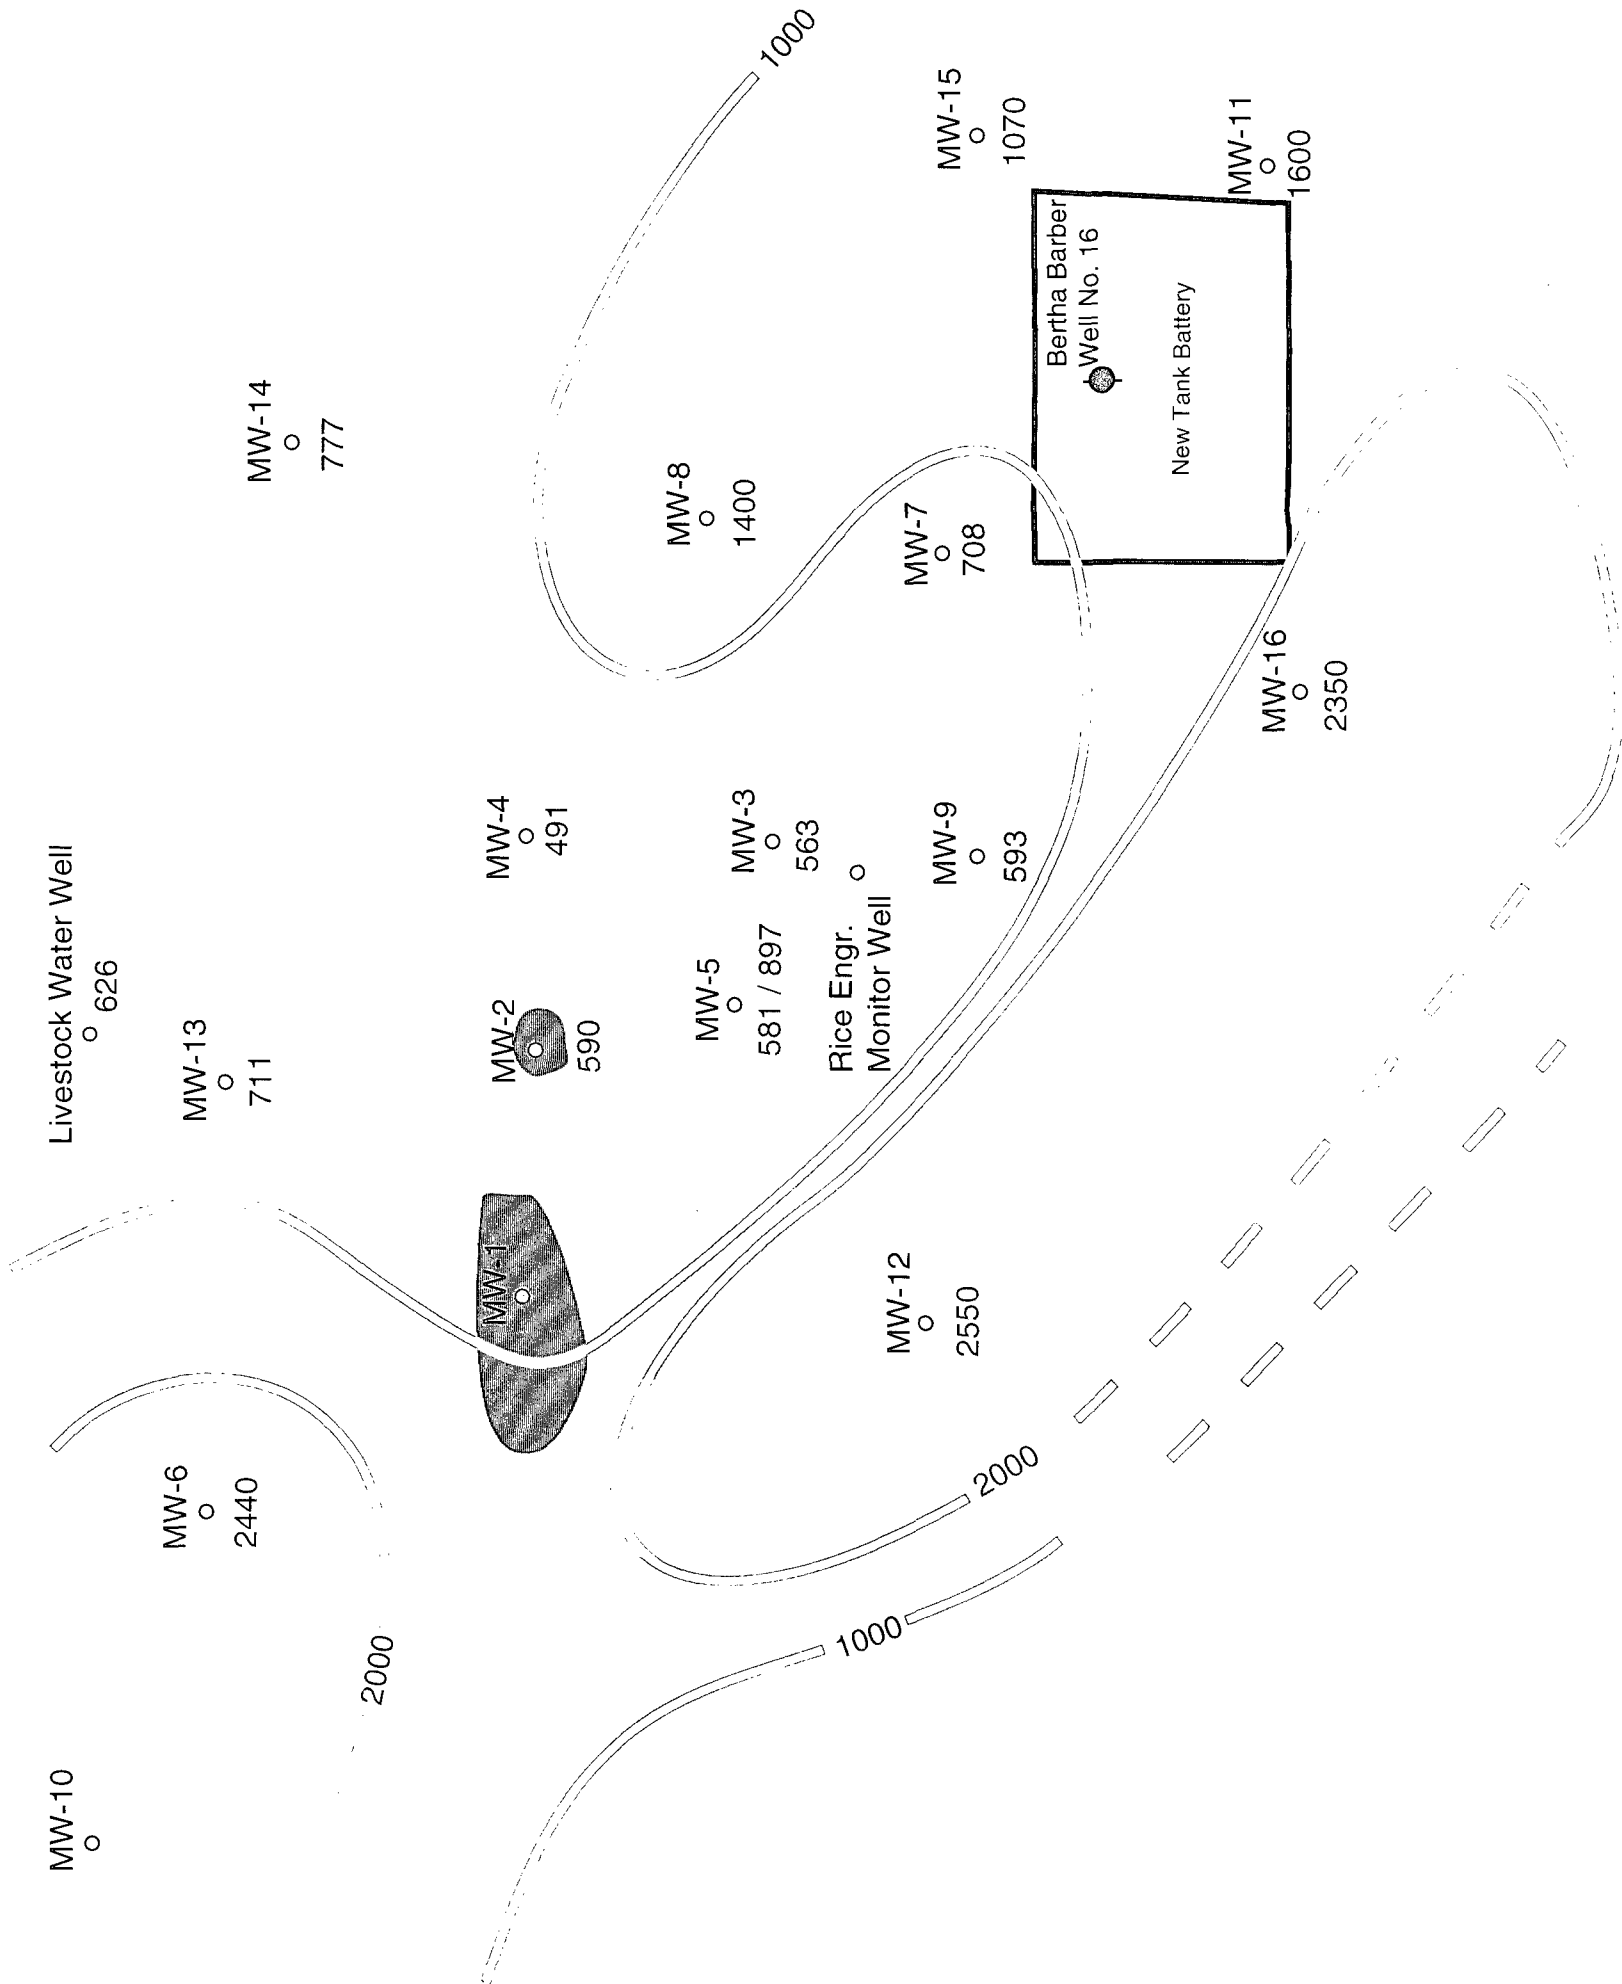 MW-10
2000
MW-6
2440
Livestock Water Well
626
MW-13
711
MW-14
777
1000
MW-1
MW-2
590
MW-4
491
MW-8
1400
MW-5
581 / 897
MW-3
563
Rice Engr.
Monitor Well
MW-7
708
MW-15
1070
1000
2000
MW-12
2550
MW-9
593
Bertha Barber
Well No. 16
New Tank Battery
MW-11
1600
MW-16
2350